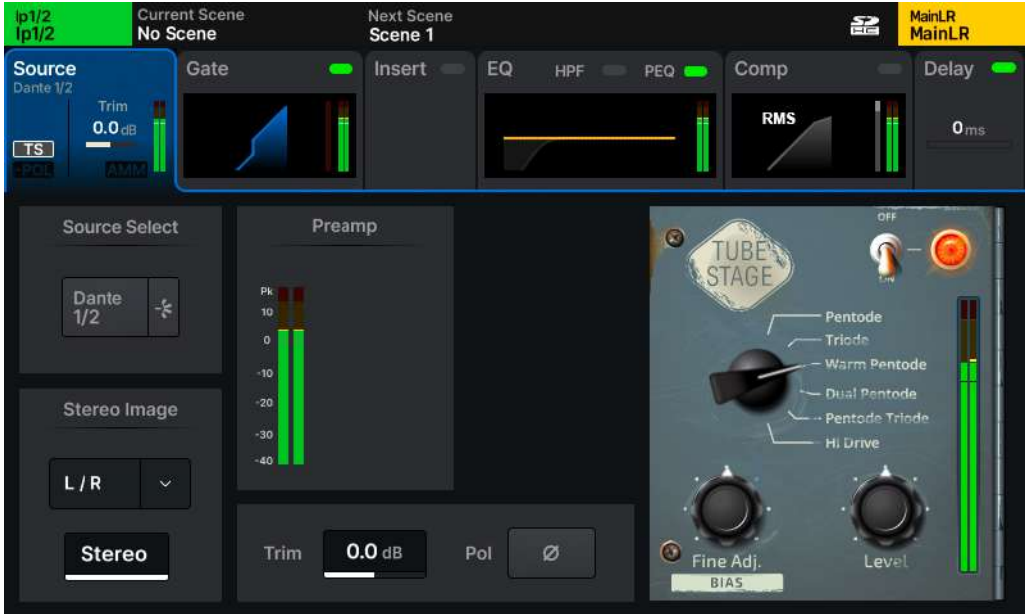 Ip1/2
Ip1/2
Current Scene
No Scene
Next Scene
Scene 1
MainLR
MainLR
Source
Dante 1/2
Trim
0.0 dB
TS
-POL
AMM
Gate
Insert
EQ
HPF
PEQ
Comp
RMS
Delay
0 ms
Source Select
Dante
1/2
Stereo Image
L / R
Stereo
Preamp
Pk
10
0
-10
-20
-30
-40
Trim
0.0 dB
Pol
Ø
TUBE
STAGE
OFF
ON
Pentode
Triode
Warm Pentode
Dual Pentode
Pentode Triode
Hi Drive
Fine Adj.
BIAS
Level